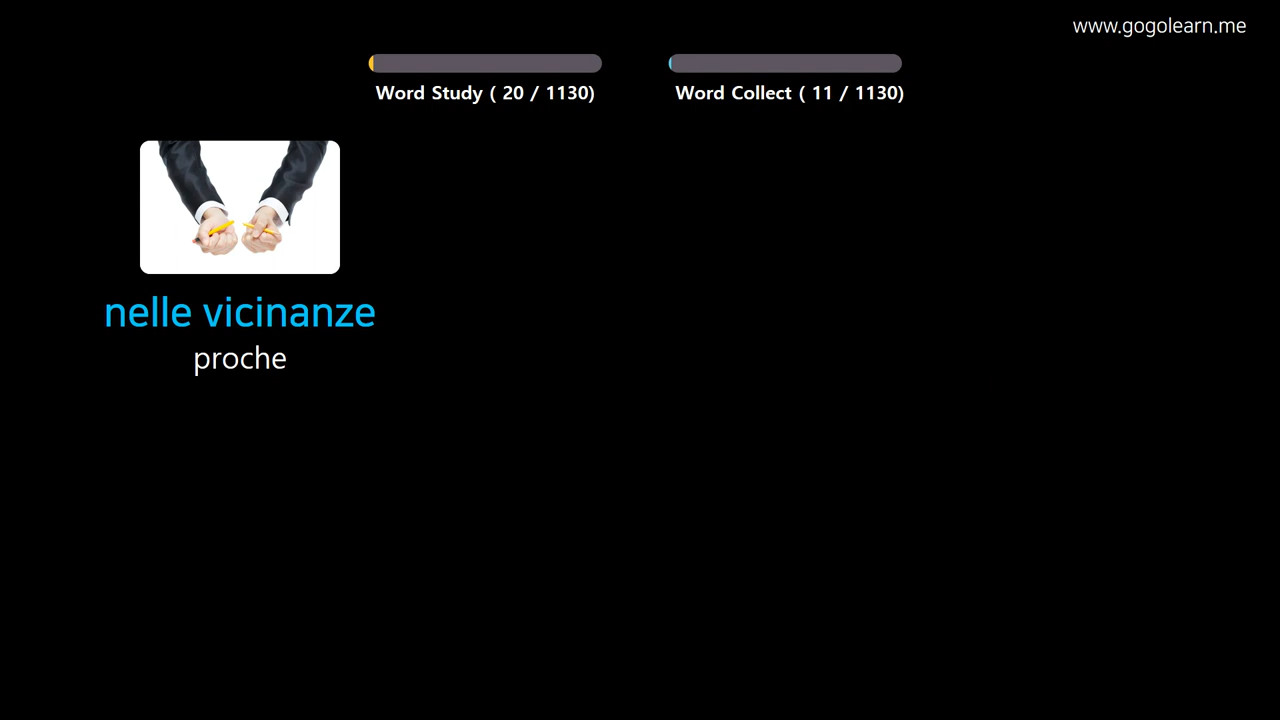 www.gogolearn.me
Word Study ( 20 / 1130)
Word Collect ( 11 / 1130)
nelle vicinanze
proche